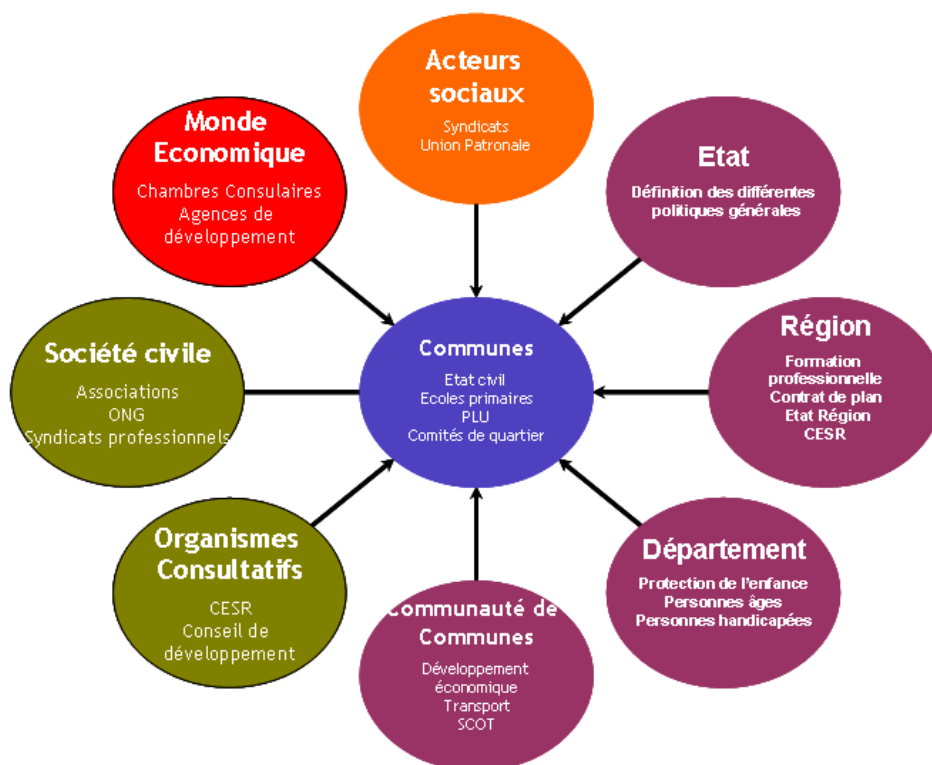 Acteurs
sociaux
Syndicats
Union Patronale
Monde
Economique
Chambres Consulaires
Agences de
développement
Etat
Définition des différentes
politiques générales
Société civile
Associations
ONG
Syndicats professionnels
Communes
Etat civil
Ecoles primaires
PLU
Comités de quartier
Région
Formation
professionnelle
Contrat de plan
Etat Région
CESR
Organismes
Consultatifs
CESR
Conseil de
développement
Communauté de
Communes
Développement
économique
Transport
SCOT
Département
Protection de l'enfance
Personnes âges
Personnes handicapées